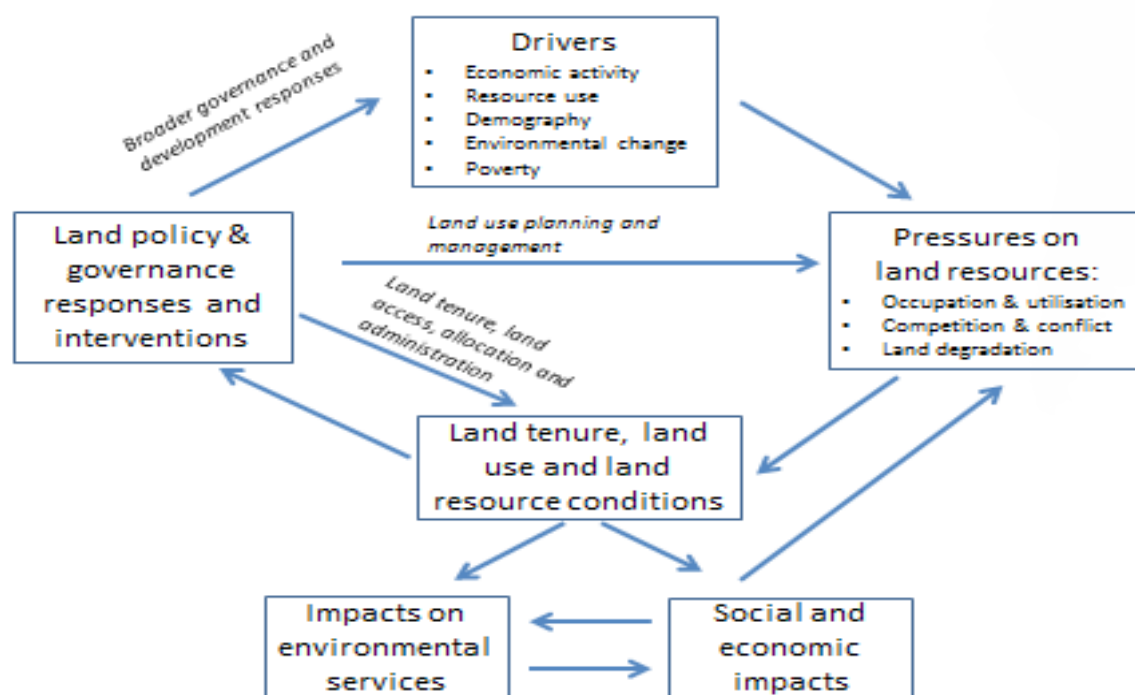 Drivers
• Economic activity
• Resource use
• Demography
• Environmental change
• Poverty
Broader governance and
development responses
Land policy &
governance
responses and
interventions
Land use planning and
management
Pressures on
land resources:
• Occupation & utilisation
• Competition & conflict
• Land degradation
Land tenure, land
access, allocation and
administration
Land tenure, land
use and land
resource conditions
Impacts on
environmental
services
Social and
economic
impacts